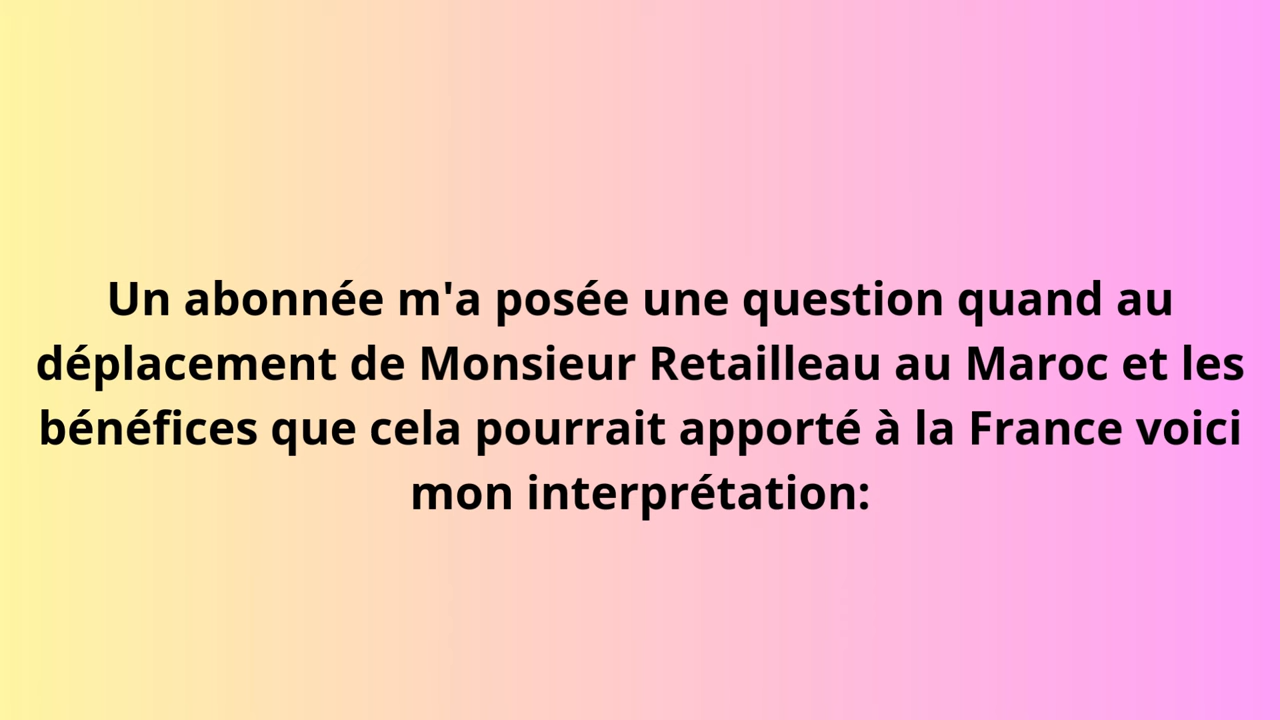 Un abonnée m'a posée une question quand au
déplacement de Monsieur Retailleau au Maroc et les
bénéfices que cela pourrait apporté à la France voici
mon interprétation: